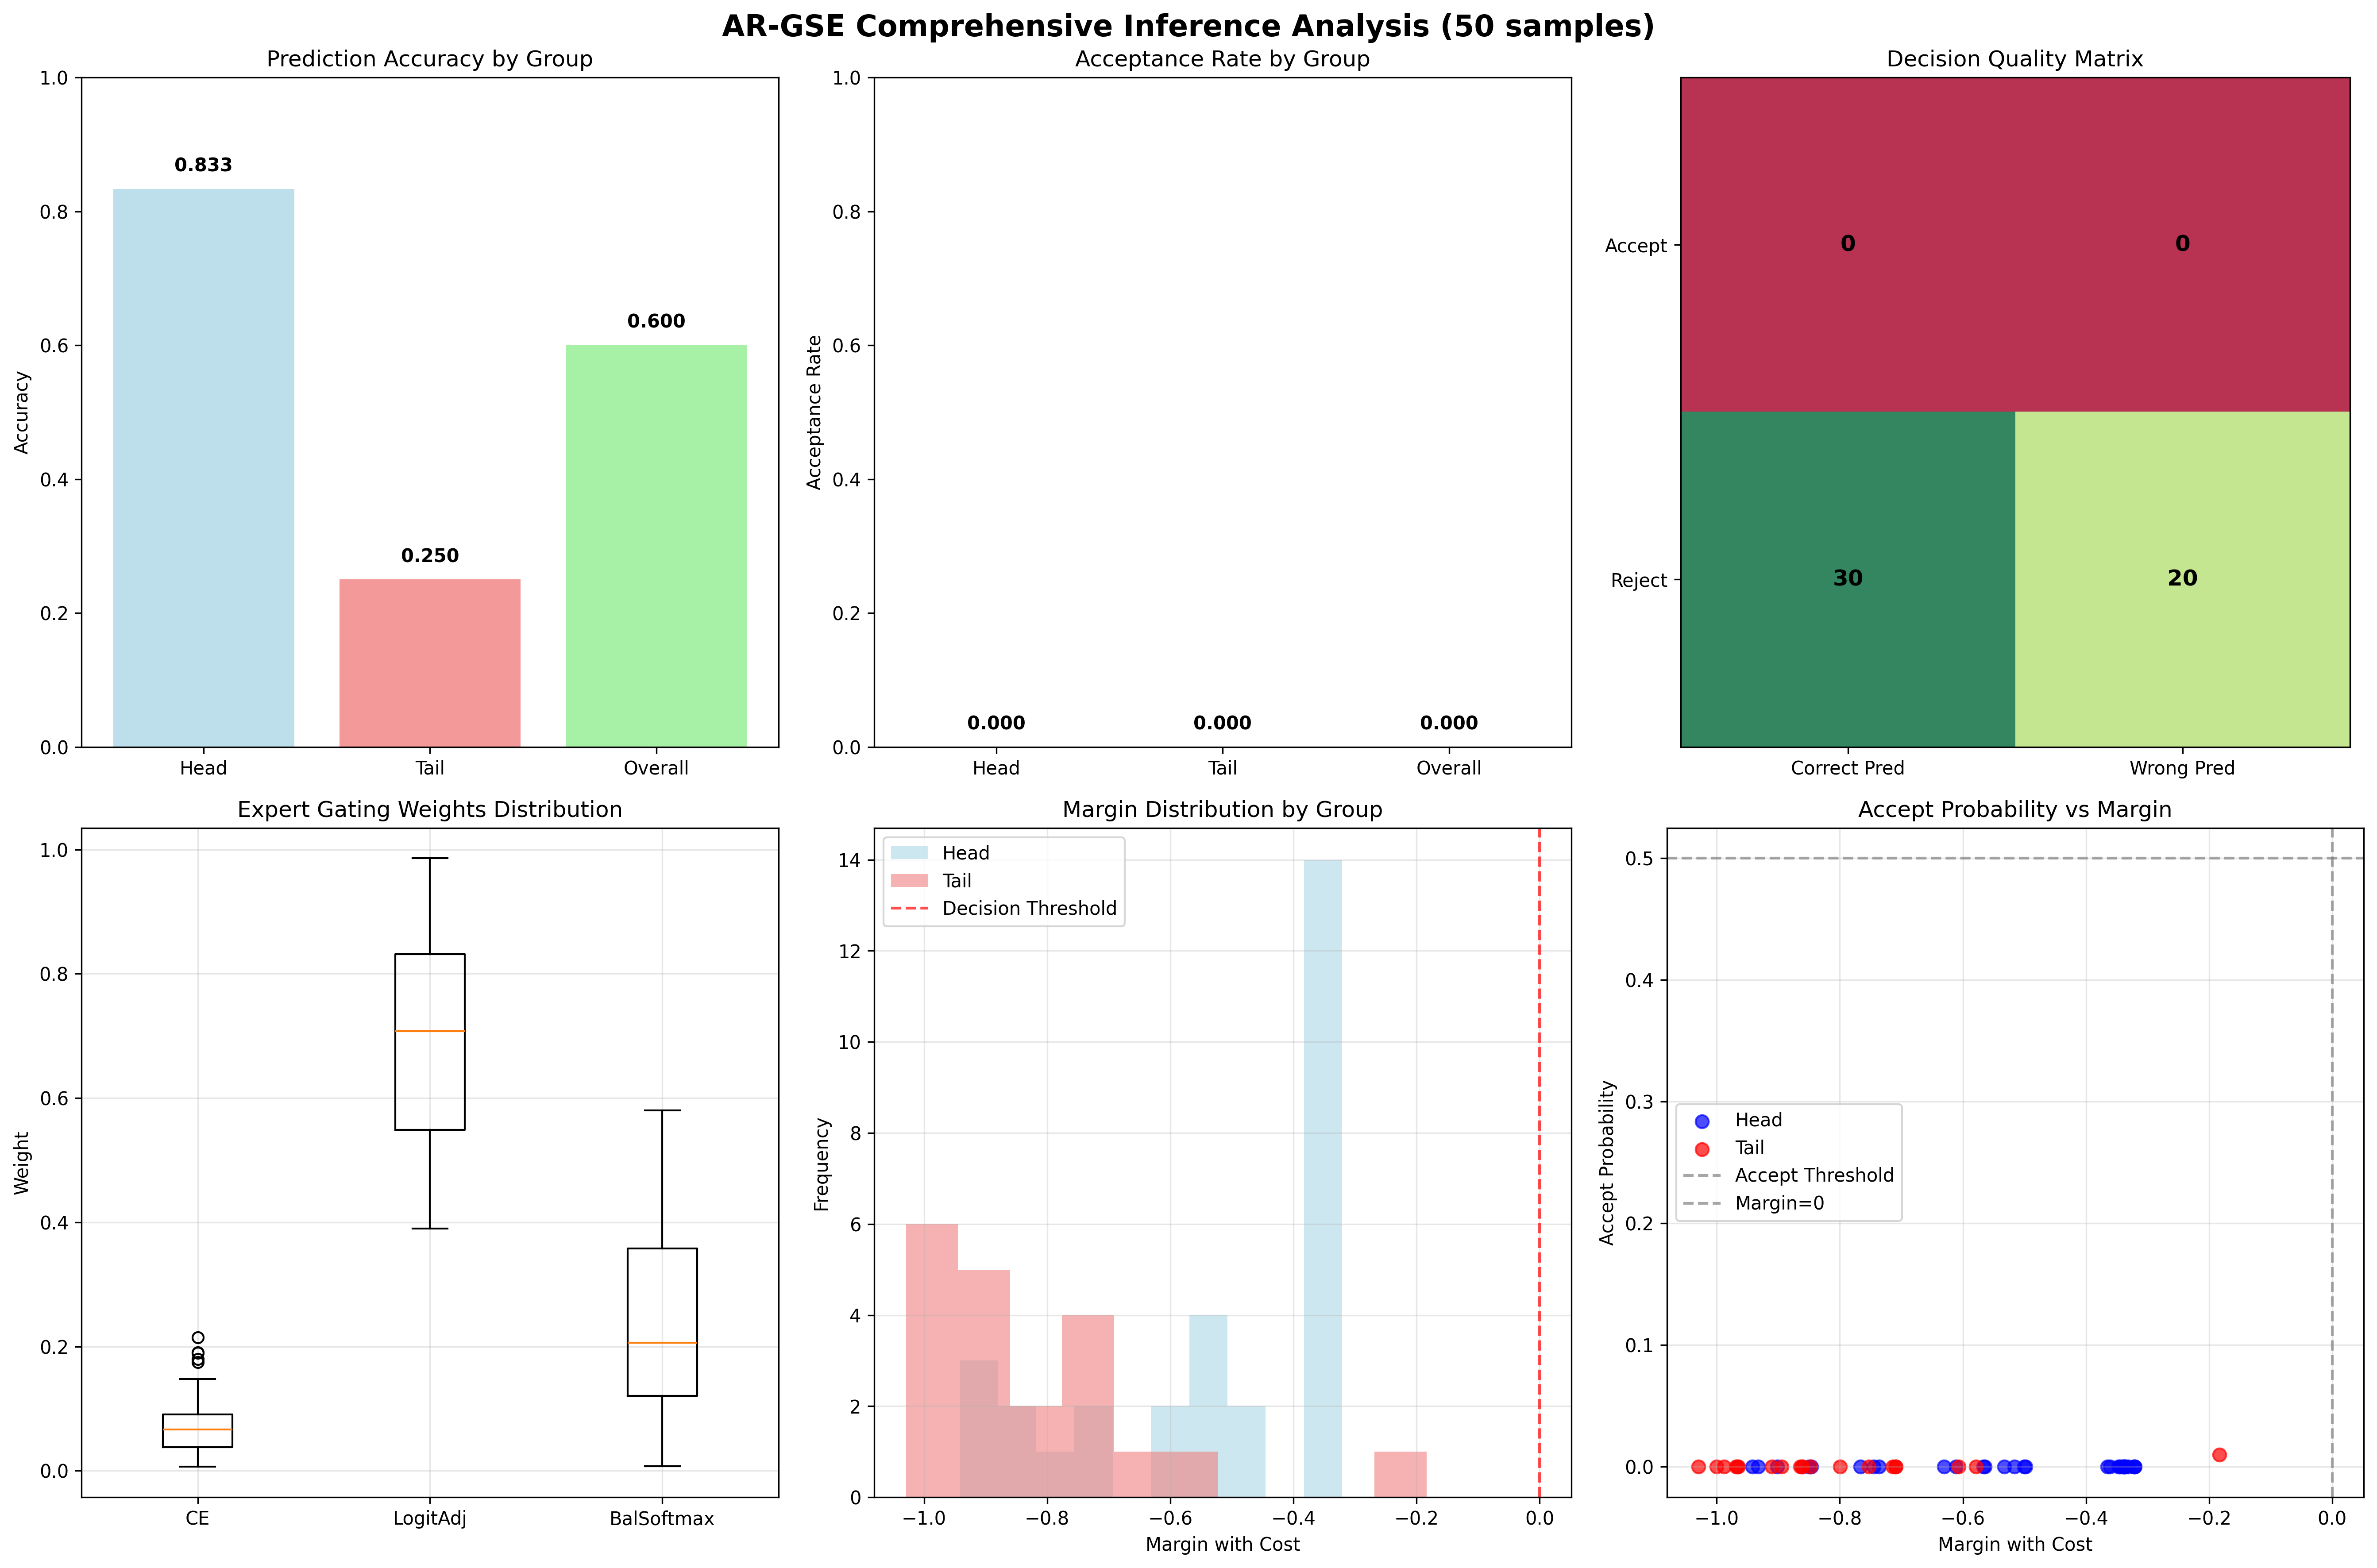 AR-GSE Comprehensive Inference Analysis (50 samples)
Prediction Accuracy by Group
Accuracy
1.0
0.8
0.6
0.4
0.2
0.0
0.833
0.250
0.600
Head
Tail
Overall
Acceptance Rate by Group
Acceptance Rate
1.0
0.8
0.6
0.4
0.2
0.0
0.000
0.000
0.000
Head
Tail
Overall
Decision Quality Matrix
Accept
Reject
0
0
30
20
Correct Pred
Wrong Pred
Expert Gating Weights Distribution
Weight
1.0
0.8
0.6
0.4
0.2
0.0
CE
LogitAdj
BalSoftmax
Margin Distribution by Group
Frequency
14
12
10
8
6
4
2
0
Head
Tail
Decision Threshold
−1.0
−0.8
−0.6
−0.4
−0.2
0.0
Margin with Cost
Accept Probability vs Margin
Accept Probability
0.5
0.4
0.3
0.2
0.1
0.0
Head
Tail
Accept Threshold
Margin=0
−1.0
−0.8
−0.6
−0.4
−0.2
0.0
Margin with Cost